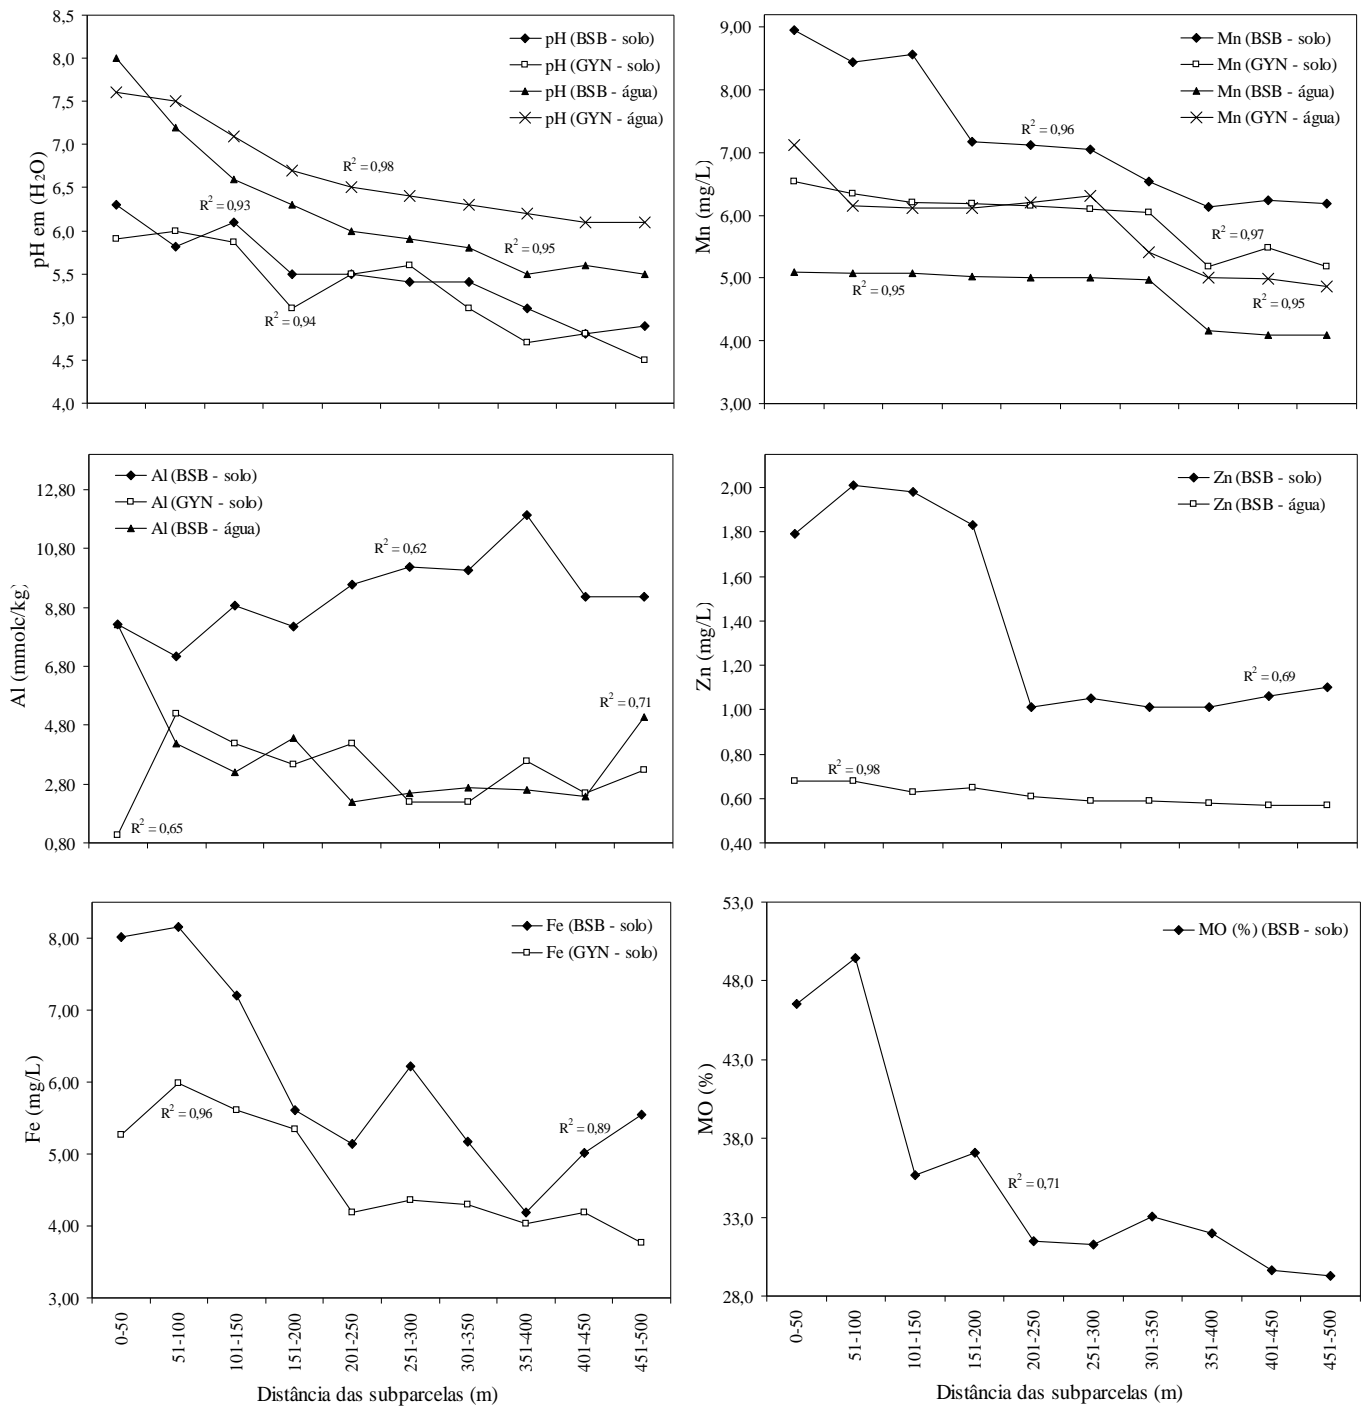 8,5
8,0
7,5
7,0
6,5
6,0
5,5
5,0
4,5
4,0
pH em (H₂O)
pH (BSB - solo)
pH (GYN - solo)
pH (BSB - água)
pH (GYN - água)
R² = 0,98
R² = 0,93
R² = 0,95
R² = 0,94
9,00
8,00
7,00
6,00
5,00
4,00
3,00
Mn (mg/L)
Mn (BSB - solo)
Mn (GYN - solo)
Mn (BSB - água)
Mn (GYN - água)
R² = 0,96
R² = 0,97
R² = 0,95
R² = 0,95
12,80
10,80
8,80
6,80
4,80
2,80
0,80
Al (mmolc/kg)
Al (BSB - solo)
Al (GYN - solo)
Al (BSB - água)
R² = 0,62
R² = 0,71
R² = 0,65
2,00
1,80
1,60
1,40
1,20
1,00
0,80
0,60
0,40
Zn (mg/L)
Zn (BSB - solo)
Zn (BSB - água)
R² = 0,69
R² = 0,98
8,00
7,00
6,00
5,00
4,00
3,00
Fe (mg/L)
Fe (BSB - solo)
Fe (GYN - solo)
R² = 0,96
R² = 0,89
0-50
51-100
101-150
151-200
201-250
251-300
301-350
351-400
401-450
451-500
Distância das subparcelas (m)
53,0
48,0
43,0
38,0
33,0
28,0
MO (%)
MO (%) (BSB - solo)
R² = 0,71
0-50
51-100
101-150
151-200
201-250
251-300
301-350
351-400
401-450
451-500
Distância das subparcelas (m)